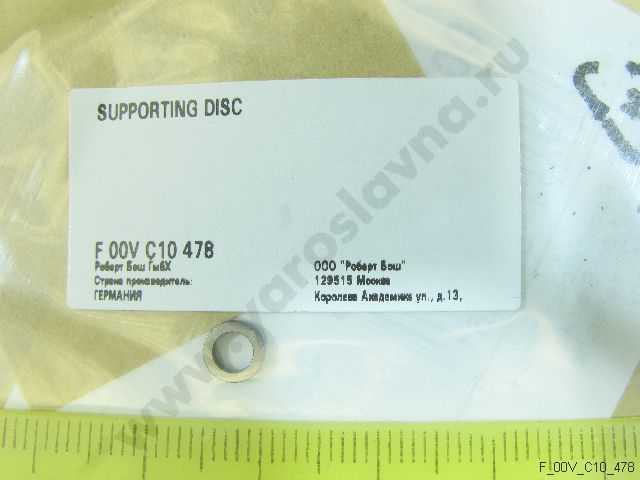 SUPPORTING DISC
F 00V C10 478
Роберт Бош ГмбХ
Страна производитель:
ГЕРМАНИЯ
ООО "Роберт Бош"
129515 Москва
Королева Академика ул., д.13,
www.yaroslavna.ru
F_00V_C10_478